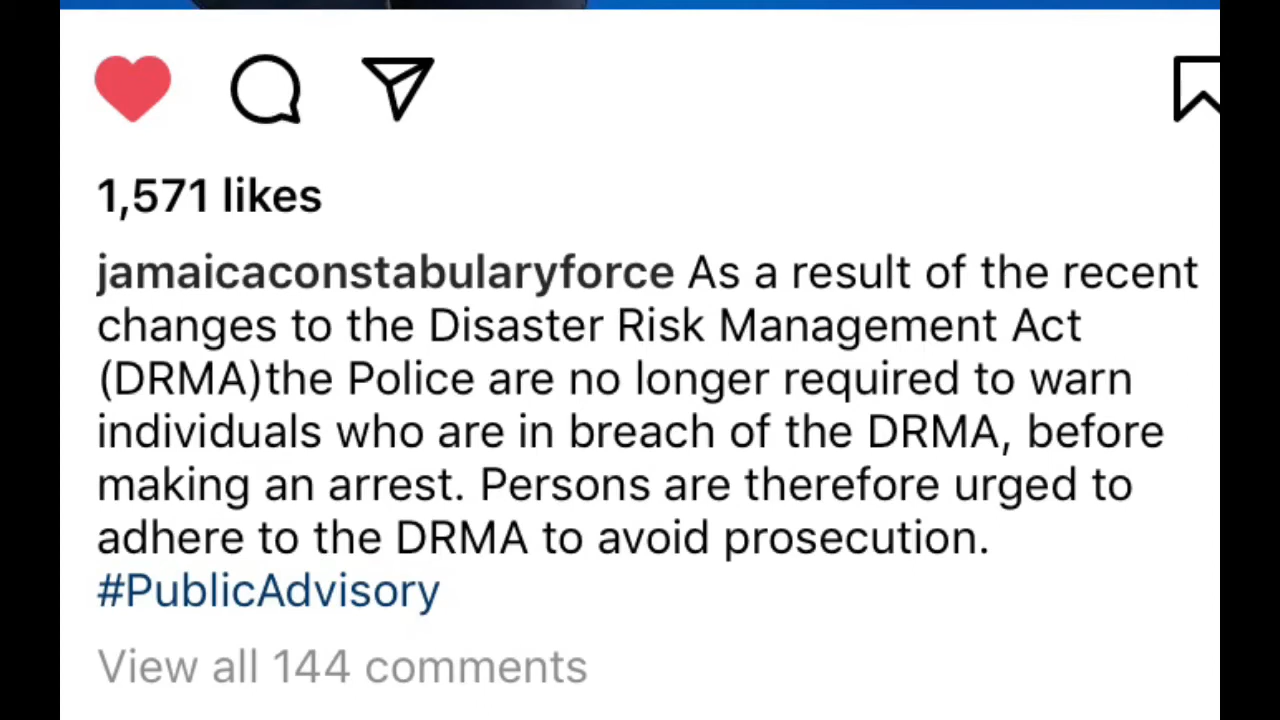 1,571 likes
jamaicaconstabularyforce As a result of the recent
changes to the Disaster Risk Management Act
(DRMA)the Police are no longer required to warn
individuals who are in breach of the DRMA, before
making an arrest. Persons are therefore urged to
adhere to the DRMA to avoid prosecution.
#PublicAdvisory
View all 144 comments